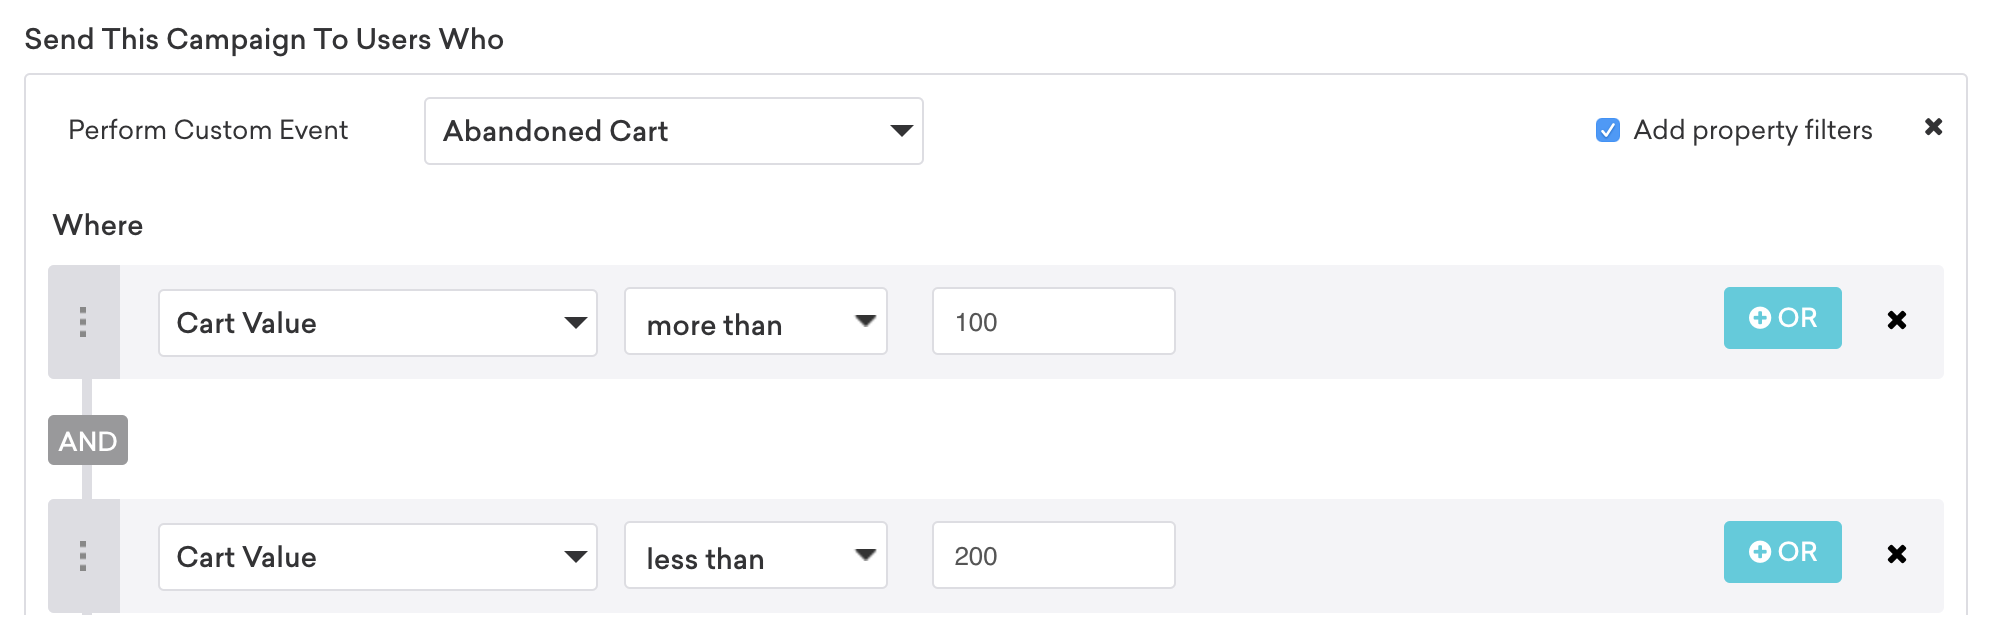 Send This Campaign To Users Who
Perform Custom Event Abandoned Cart Add property filters
Where
Cart Value more than 100 OR
AND
Cart Value less than 200 OR